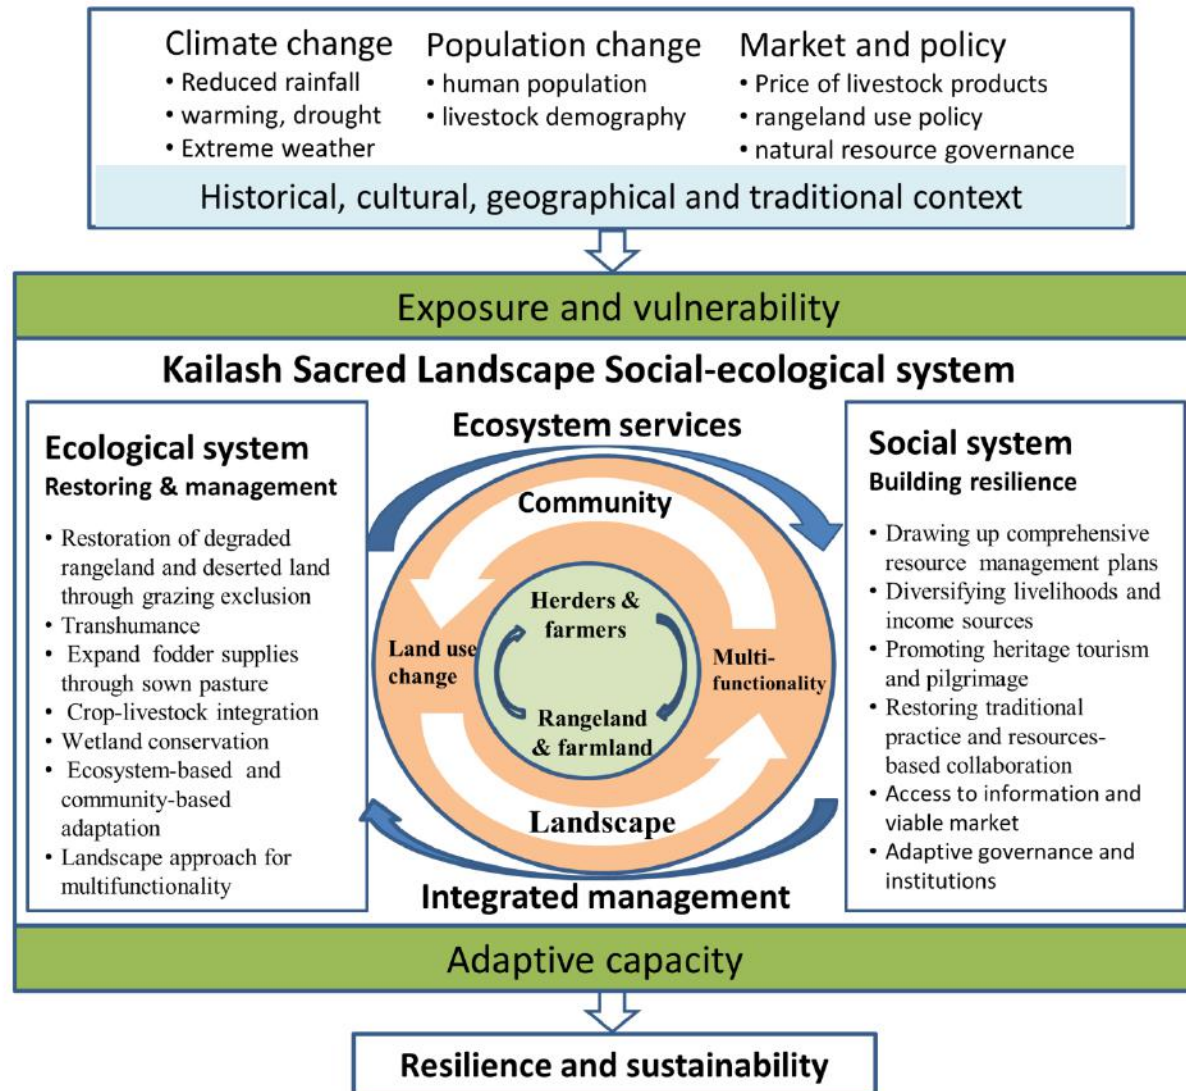 Climate change
• Reduced rainfall
• warming, drought
• Extreme weather
Population change
• human population
• livestock demography
Market and policy
• Price of livestock products
• rangeland use policy
• natural resource governance
Historical, cultural, geographical and traditional context
Exposure and vulnerability
Kailash Sacred Landscape Social-ecological system
Ecological system
Restoring & management
• Restoration of degraded
rangeland and deserted land
through grazing exclusion
• Transhumance
• Expand fodder supplies
through sown pasture
• Crop-livestock integration
• Wetland conservation
• Ecosystem-based and
community-based
adaptation
• Landscape approach for
multifunctionality
Ecosystem services
Community
Herders &
farmers
Land use
change
Multi-
functionality
Rangeland
& farmland
Landscape
Integrated management
Social system
Building resilience
• Drawing up comprehensive
resource management plans
• Diversifying livelihoods and
income sources
• Promoting heritage tourism
and pilgrimage
• Restoring traditional
practice and resources-
based collaboration
• Access to information and
viable market
• Adaptive governance and
institutions
Adaptive capacity
Resilience and sustainability